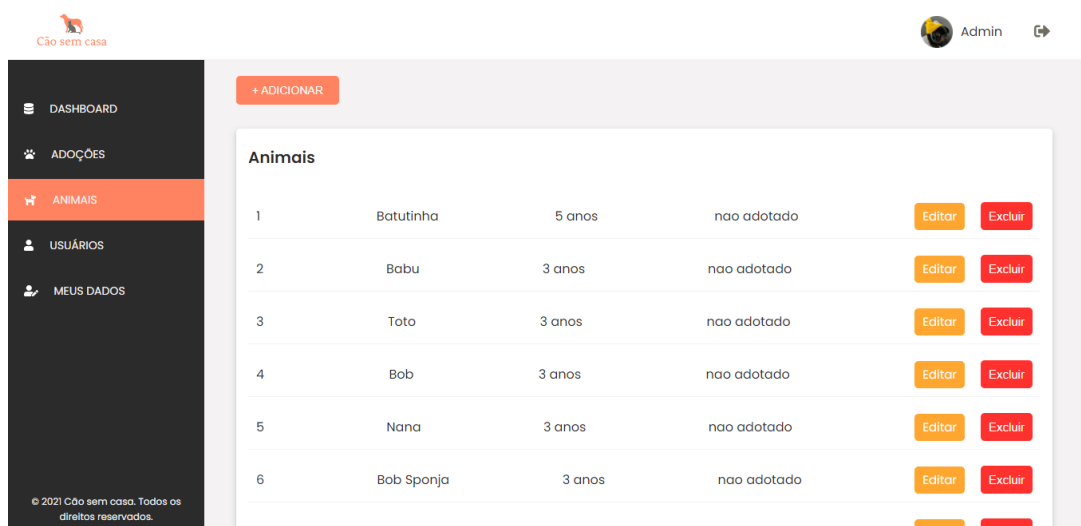 Cão sem casa
Admin
DASHBOARD
ADOÇÕES
ANIMAIS
USUÁRIOS
MEUS DADOS
© 2021 Cão sem casa. Todos os
direitos reservados.
+ ADICIONAR
Animais
1 Batutinha 5 anos nao adotado Editar Excluir
2 Babu 3 anos nao adotado Editar Excluir
3 Toto 3 anos nao adotado Editar Excluir
4 Bob 3 anos nao adotado Editar Excluir
5 Nana 3 anos nao adotado Editar Excluir
6 Bob Sponja 3 anos nao adotado Editar Excluir